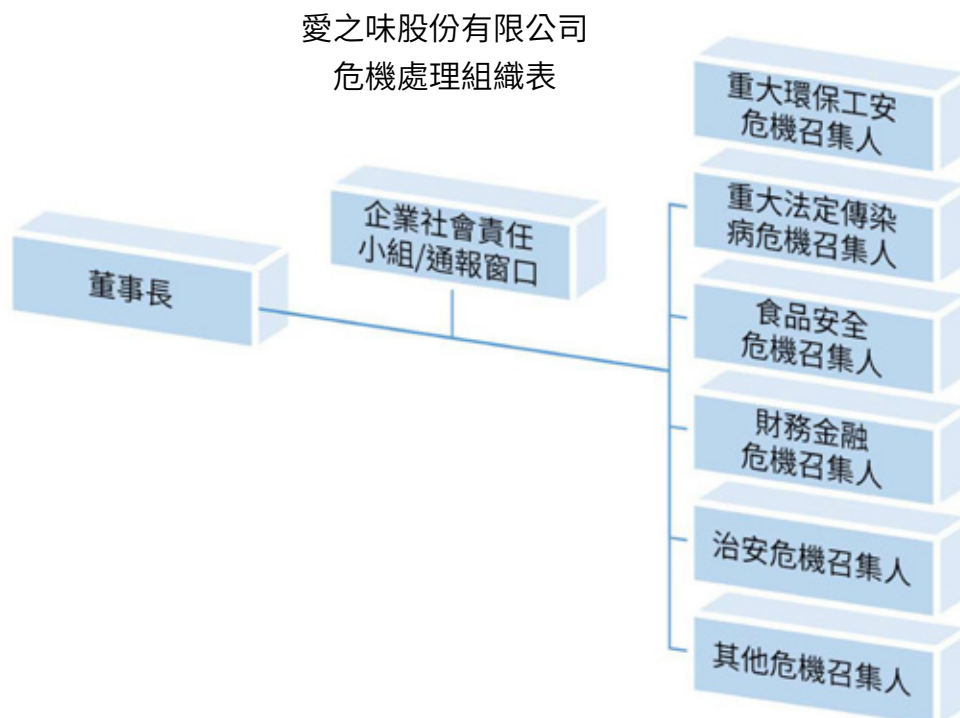 愛之味股份有限公司
危機處理組織表
董事長
企業社會責任
小組/通報窗口
重大環保工安
危機召集人
重大法定傳染
病危機召集人
食品安全
危機召集人
財務金融
危機召集人
治安危機召集人
其他危機召集人